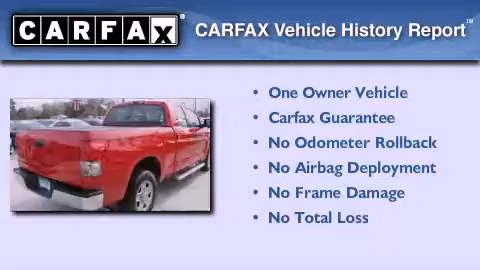 CARFAX®
CARFAX Vehicle History Report™
• One Owner Vehicle
• Carfax Guarantee
• No Odometer Rollback
• No Airbag Deployment
• No Frame Damage
• No Total Loss